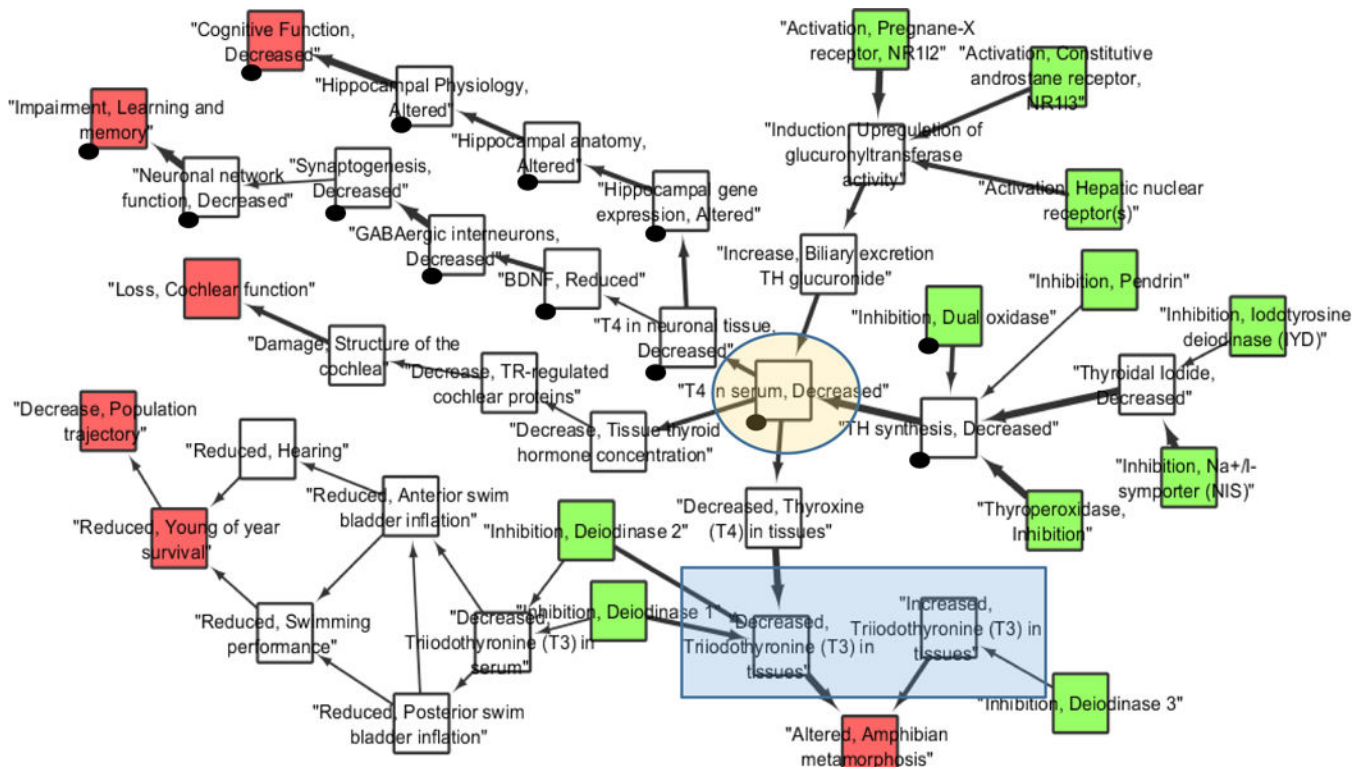 "Cognitive Function,
Decreased"
"Activation, Pregnane-X
receptor, NR1I2"
"Activation, Constitutive
androstane receptor,
NR1I3"
"Hippocampal Physiology,
Altered"
"Impairment, Learning and
memory"
"Hippocampal anatomy,
Altered"
"Induction, Upregulation of
glucuronyltransferase
activity"
"Synaptogenesis,
Decreased"
"Neuronal network
function, Decreased"
"Hippocampal gene
expression, Altered"
"Activation, Hepatic nuclear
receptor(s)"
"GABAergic interneurons,
Decreased"
"Increase, Biliary excretion
TH glucuronide"
"BDNF, Reduced"
"Inhibition, Pendrin"
"Loss, Cochlear function"
"T4 in neuronal tissue,
Decreased"
"Inhibition, Dual oxidase"
"Inhibition, Iodotyrosine
deiodinase (IYD)"
"Damage, Structure of the
cochlea"
"Decrease, TR-regulated
cochlear proteins"
"T4 in serum, Decreased"
"Thyroidal Iodide,
Decreased"
"Decrease, Population
trajectory"
"Reduced, Hearing"
"Decrease, Tissue thyroid
hormone concentration"
"TH synthesis, Decreased"
"Inhibition, Na+/I-
symporter (NIS)"
"Reduced, Anterior swim
bladder inflation"
"Decreased, Thyroxine
(T4) in tissues"
"Thyroperoxidase,
Inhibition"
"Reduced, Young of year
survival"
"Inhibition, Deiodinase 2"
"Inhibition, Deiodinase 1"
"Reduced, Swimming
performance"
"Decreased,
Triiodothyronine (T3) in
serum"
"Decreased,
Triiodothyronine (T3) in
tissues"
"Increased,
Triiodothyronine (T3) in
tissues"
"Reduced, Posterior swim
bladder inflation"
"Inhibition, Deiodinase 3"
"Altered, Amphibian
metamorphosis"